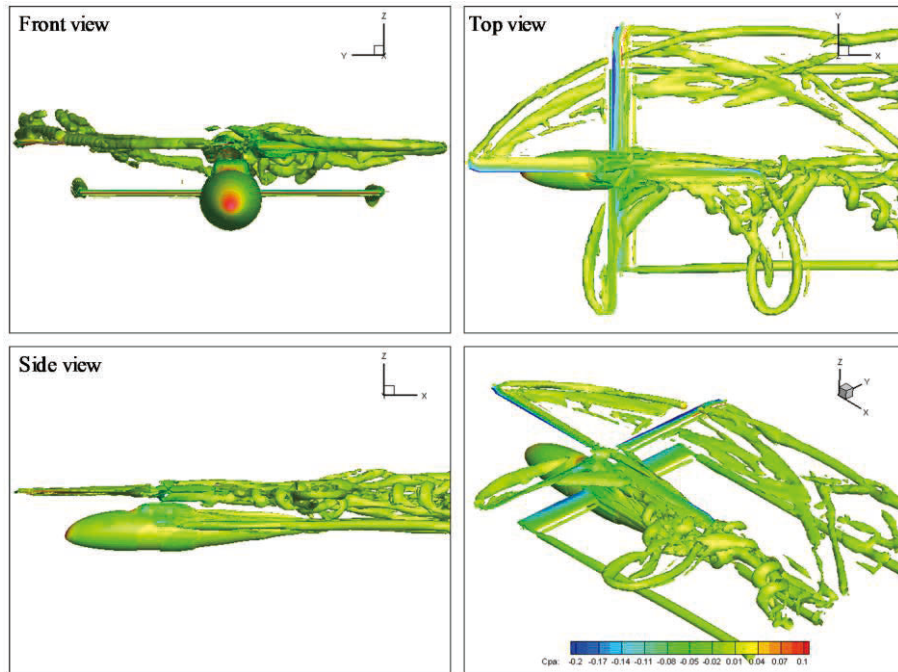 Front view
Z
Y
X
Top view
Y
Z
X
Side view
Z
Y
X
Z
Y
X
Cpa: -0.2 -0.17 -0.14 -0.11 -0.08 -0.05 -0.02 0.01 0.04 0.07 0.1